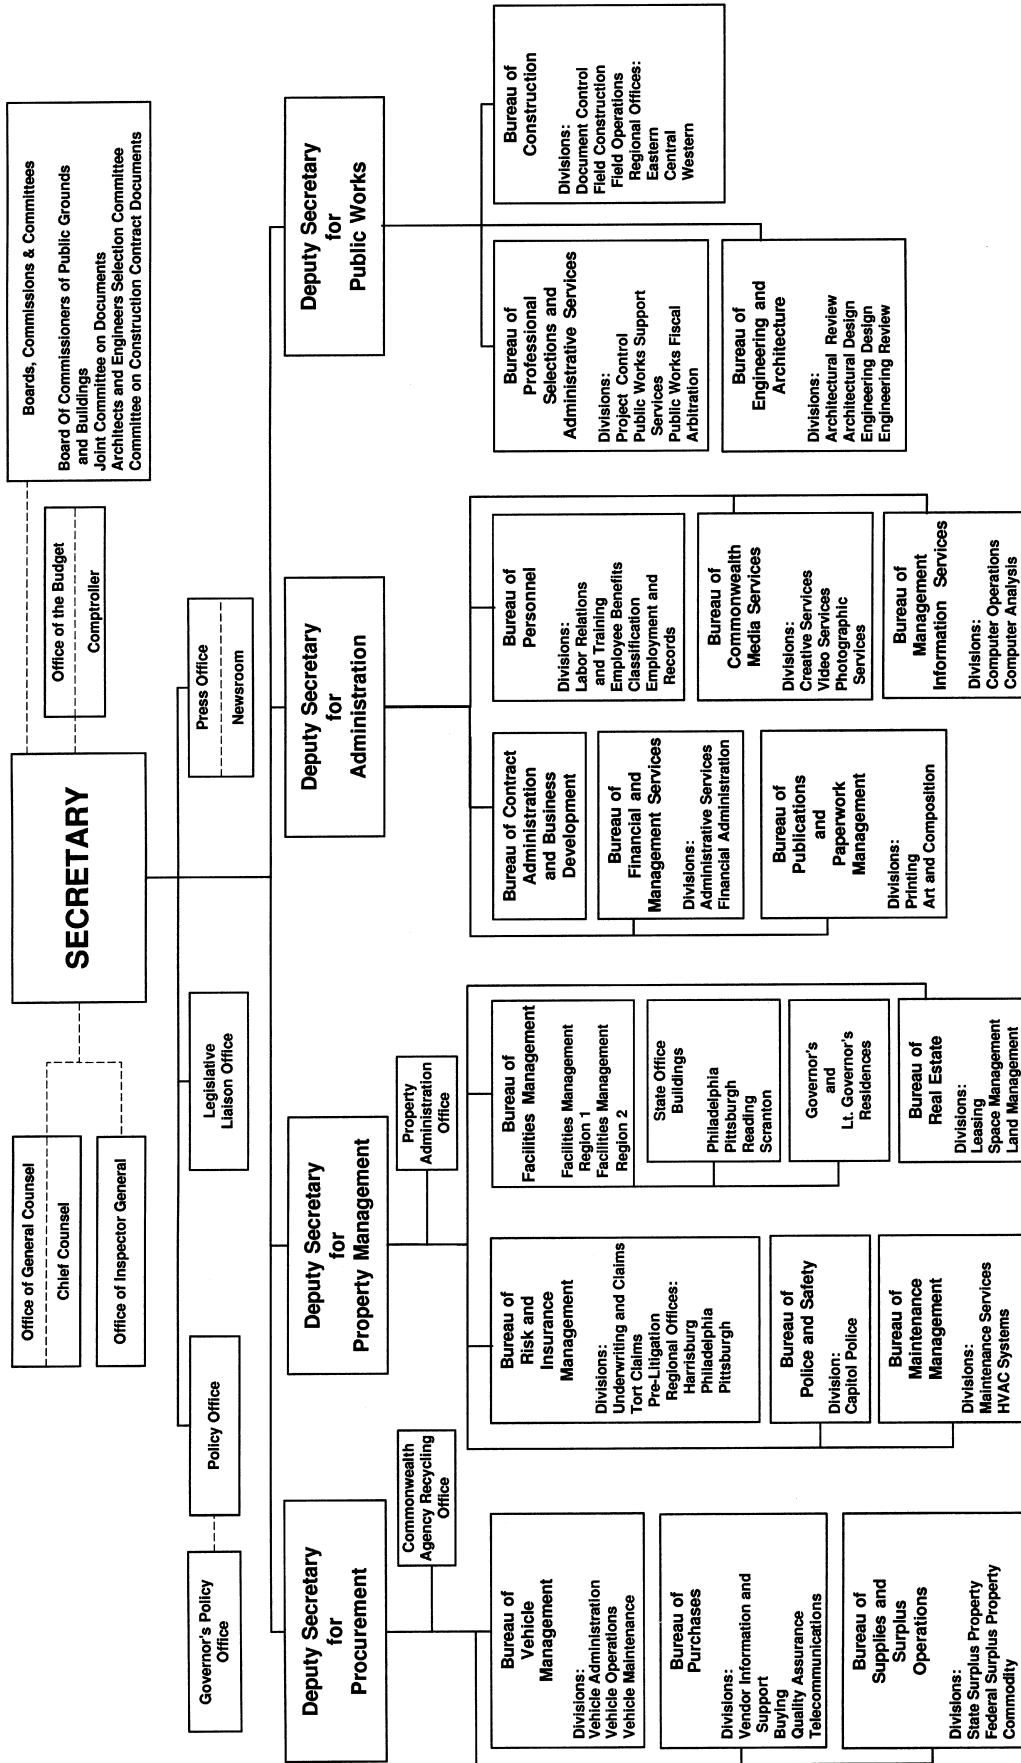 SECRETARY
Office of General Counsel
Chief Counsel
Office of Inspector General
Office of the Budget
Comptroller
Boards, Commissions & Committees
Board Of Commissioners of Public Grounds
and Buildings
Joint Committee on Documents
Architects and Engineers Selection Committee
Committee on Construction Contract Documents
Governor's Policy
Office
Policy Office
Legislative
Liaison Office
Press Office
Newsroom
Deputy Secretary
for
Procurement
Commonwealth
Agency Recycling
Office
Bureau of
Vehicle
Management
Divisions:
Vehicle Administration
Vehicle Operations
Vehicle Maintenance
Bureau of
Purchases
Divisions:
Vendor Information and
Support
Buying
Quality Assurance
Telecommunications
Bureau of
Supplies and
Surplus
Operations
Divisions:
State Surplus Property
Federal Surplus Property
Commodity
Deputy Secretary
for
Property Management
Property
Administration
Office
Bureau of
Risk and
Insurance
Management
Divisions:
Underwriting and Claims
Tort Claims
Pre-Litigation
Regional Offices:
Harrisburg
Philadelphia
Pittsburgh
Bureau of
Police and Safety
Division:
Capitol Police
Bureau of
Maintenance
Management
Divisions:
Maintenance Services
HVAC Systems
Bureau of
Facilities Management
Facilities Management
Region 1
Facilities Management
Region 2
State Office
Buildings
Philadelphia
Pittsburgh
Reading
Scranton
Governor's
and
Lt. Governor's
Residences
Bureau of
Real Estate
Divisions:
Leasing
Space Management
Land Management
Deputy Secretary
for
Administration
Bureau of Contract
Administration
and Business
Development
Bureau of
Financial and
Management Services
Divisions:
Administrative Services
Financial Administration
Bureau of
Publications
and
Paperwork
Management
Divisions:
Printing
Art and Composition
Bureau of
Personnel
Divisions:
Labor Relations
and Training
Employee Benefits
Classification
Employment and
Records
Bureau of
Commonwealth
Media Services
Divisions:
Creative Services
Video Services
Photographic
Services
Bureau of
Management
Information Services
Divisions:
Computer Operations
Computer Analysis
Deputy Secretary
for
Public Works
Bureau of
Professional
Selections and
Administrative Services
Divisions:
Project Control
Public Works Support
Services
Public Works Fiscal
Arbitration
Bureau of
Engineering and
Architecture
Divisions:
Architectural Review
Architectural Design
Engineering Design
Engineering Review
Bureau of
Construction
Divisions:
Document Control
Field Construction
Field Operations
Regional Offices:
Eastern
Central
Western